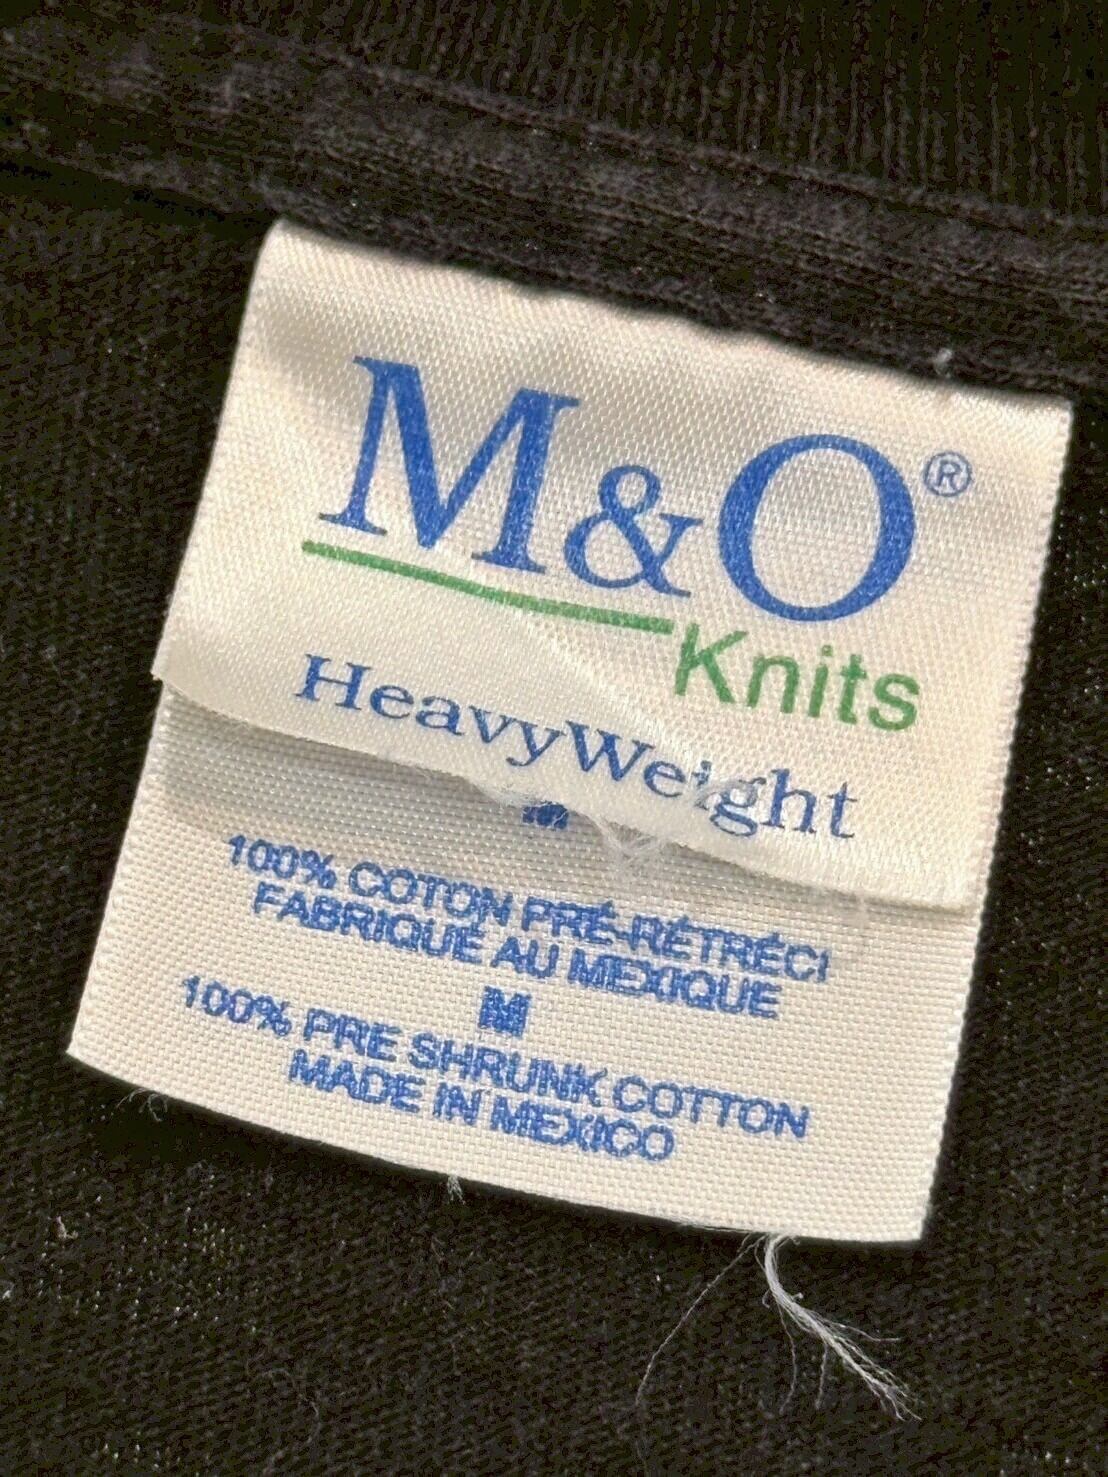 M&O®
Knits
HeavyWeight
M
100% COTON PRÉ-RÉTRÉCI
FABRIQUÉ AU MEXIQUE
M
100% PRE SHRUNK COTTON
MADE IN MEXICO